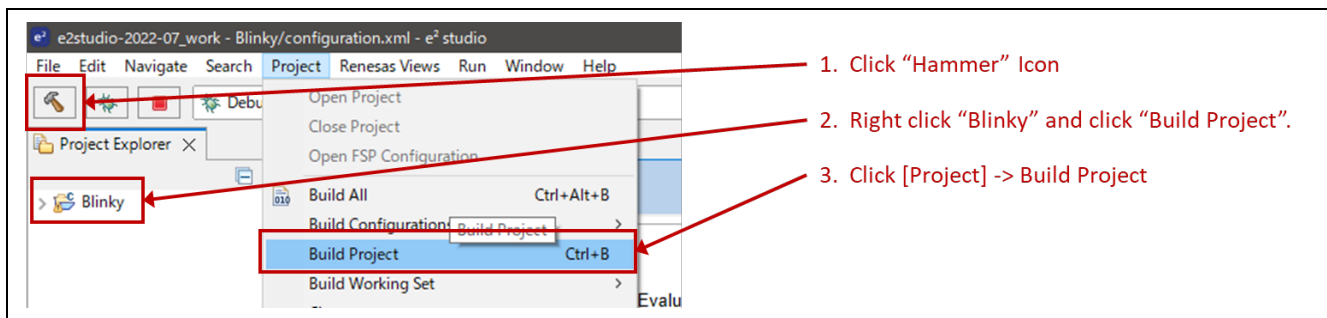 e² e2studio-2022-07_work - Blinky/configuration.xml - e² studio
File Edit Navigate Search Project Renesas Views Run Window Help
Debu
Project Explorer
Blinky
Open Project
Close Project
Open FSP Configuration
010 Build All Ctrl+Alt+B
Build Configurations
Build Project
Build Project Ctrl+B
Build Working Set
Evalu
1. Click “Hammer” Icon
2. Right click “Blinky” and click “Build Project”.
3. Click [Project] -> Build Project